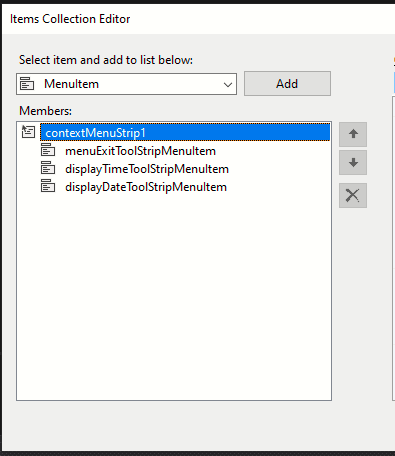 Items Collection Editor
Select item and add to list below:
MenuItem
Add
Members:
contextMenuStrip1
menuExitToolStripMenuItem
displayTimeToolStripMenuItem
displayDateToolStripMenuItem